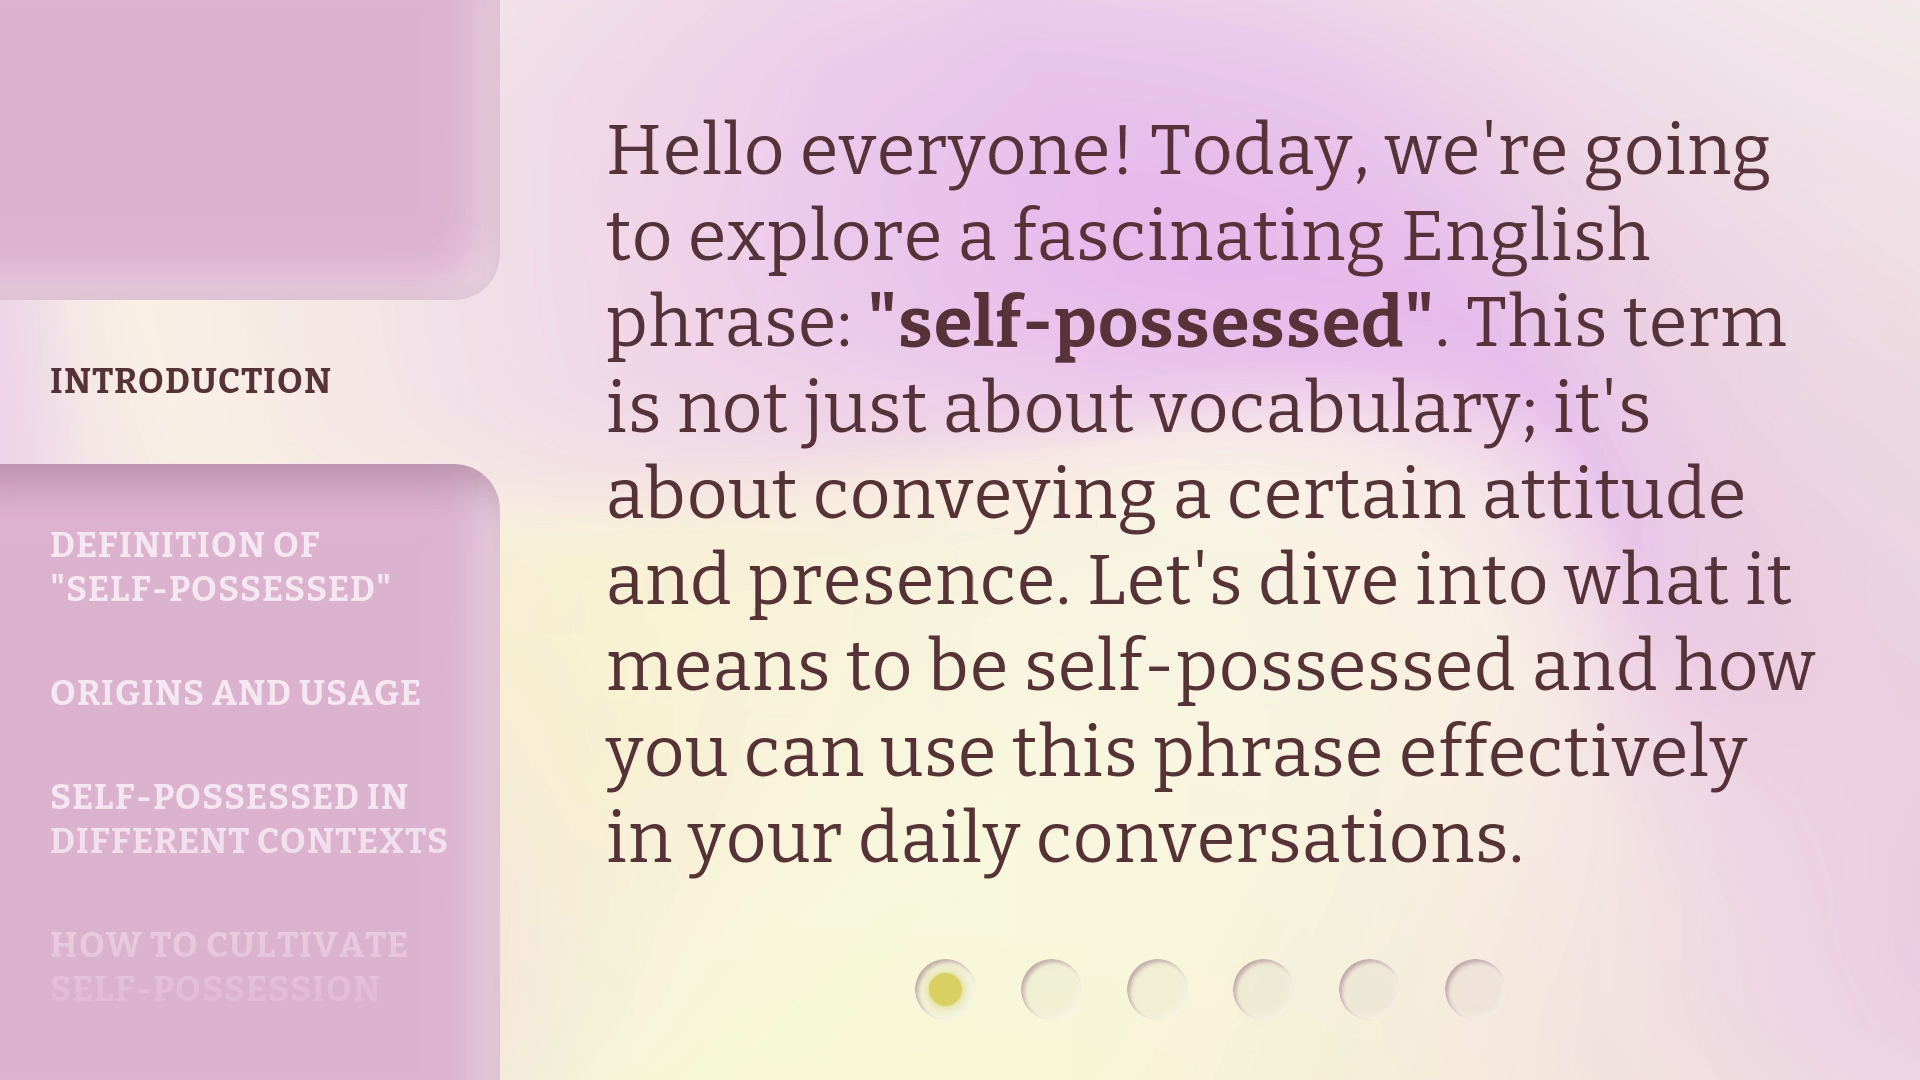 INTRODUCTION
DEFINITION OF
"SELF-POSSESSED"
ORIGINS AND USAGE
SELF-POSSESSED IN
DIFFERENT CONTEXTS
HOW TO CULTIVATE
SELF-POSSESSION
Hello everyone! Today, we're going
to explore a fascinating English
phrase: "self-possessed". This term
is not just about vocabulary; it's
about conveying a certain attitude
and presence. Let's dive into what it
means to be self-possessed and how
you can use this phrase effectively
in your daily conversations.